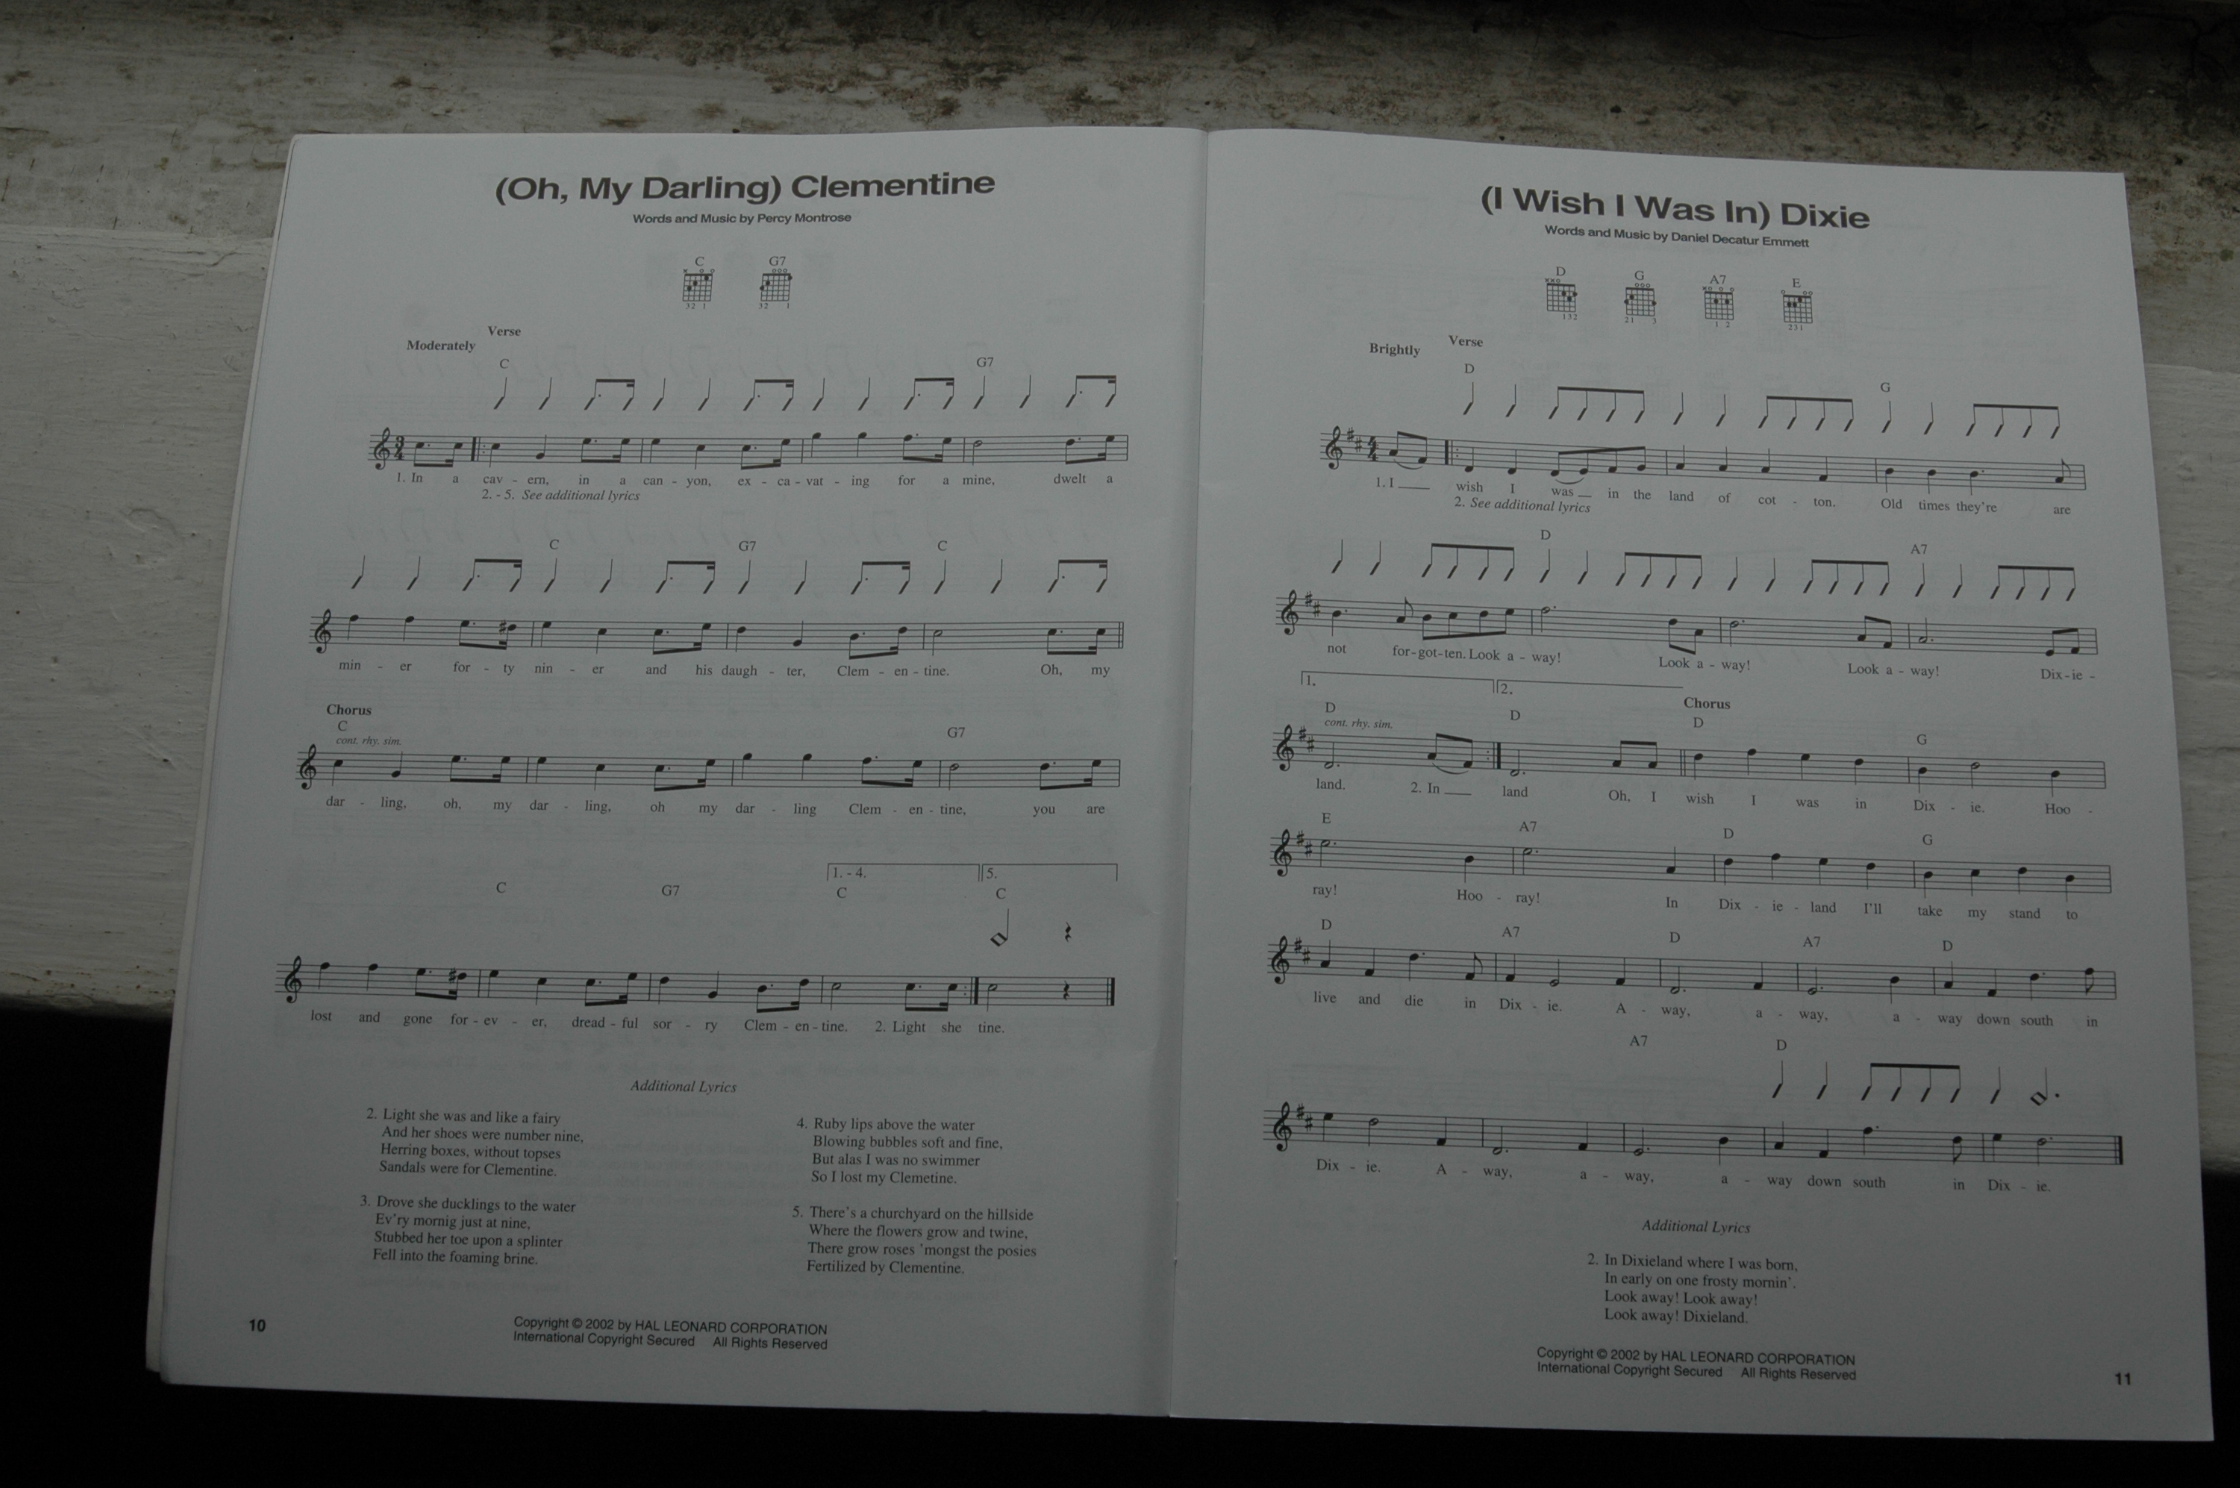 (Oh, My Darling) Clementine
Words and Music by Percy Montrose
C G7
32 1 32 1
Verse
Moderately
C G7
1. In a cav - ern, in a can - yon, ex - ca - vat - ing for a mine, dwelt a
2. - 5. See additional lyrics
C G7 C
min - er for - ty nin - er and his daugh - ter, Clem - en - tine. Oh, my
Chorus
C G7
cont. rhy. sim.
dar - ling, oh, my dar - ling, oh my dar - ling Clem - en - tine, you are
1. - 4. 5.
C G7 C C
lost and gone for - ev - er, dread - ful sor - ry Clem - en - tine. 2. Light she tine.
Additional Lyrics
2. Light she was and like a fairy
And her shoes were number nine,
Herring boxes, without topses
Sandals were for Clementine.
3. Drove she ducklings to the water
Ev'ry mornig just at nine,
Stubbed her toe upon a splinter
Fell into the foaming brine.
4. Ruby lips above the water
Blowing bubbles soft and fine,
But alas I was no swimmer
So I lost my Clemetine.
5. There's a churchyard on the hillside
Where the flowers grow and twine,
There grow roses 'mongst the posies
Fertilized by Clementine.
10
Copyright © 2002 by HAL LEONARD CORPORATION
International Copyright Secured All Rights Reserved
(I Wish I Was In) Dixie
Words and Music by Daniel Decatur Emmett
D G A7 E
132 21 3 1 2 231
Verse
Brightly
D G
1. I wish I was in the land of cot - ton. Old times they're are
2. See additional lyrics
D A7
not for - got - ten. Look a - way! Look a - way! Look a - way! Dix - ie -
1. 2.
Chorus
D D D G
cont. rhy. sim.
land. 2. In land Oh, I wish I was in Dix - ie. Hoo -
E A7 D G
ray! Hoo - ray! In Dix - ie - land I'll take my stand to
D A7 D A7 D
live and die in Dix - ie. A - way, a - way, a - way down south in
A7 D
Dix - ie. A - way, a - way, a - way down south in Dix - ie.
Additional Lyrics
2. In Dixieland where I was born,
In early on one frosty mornin'.
Look away! Look away!
Look away! Dixieland.
Copyright © 2002 by HAL LEONARD CORPORATION
International Copyright Secured All Rights Reserved
11